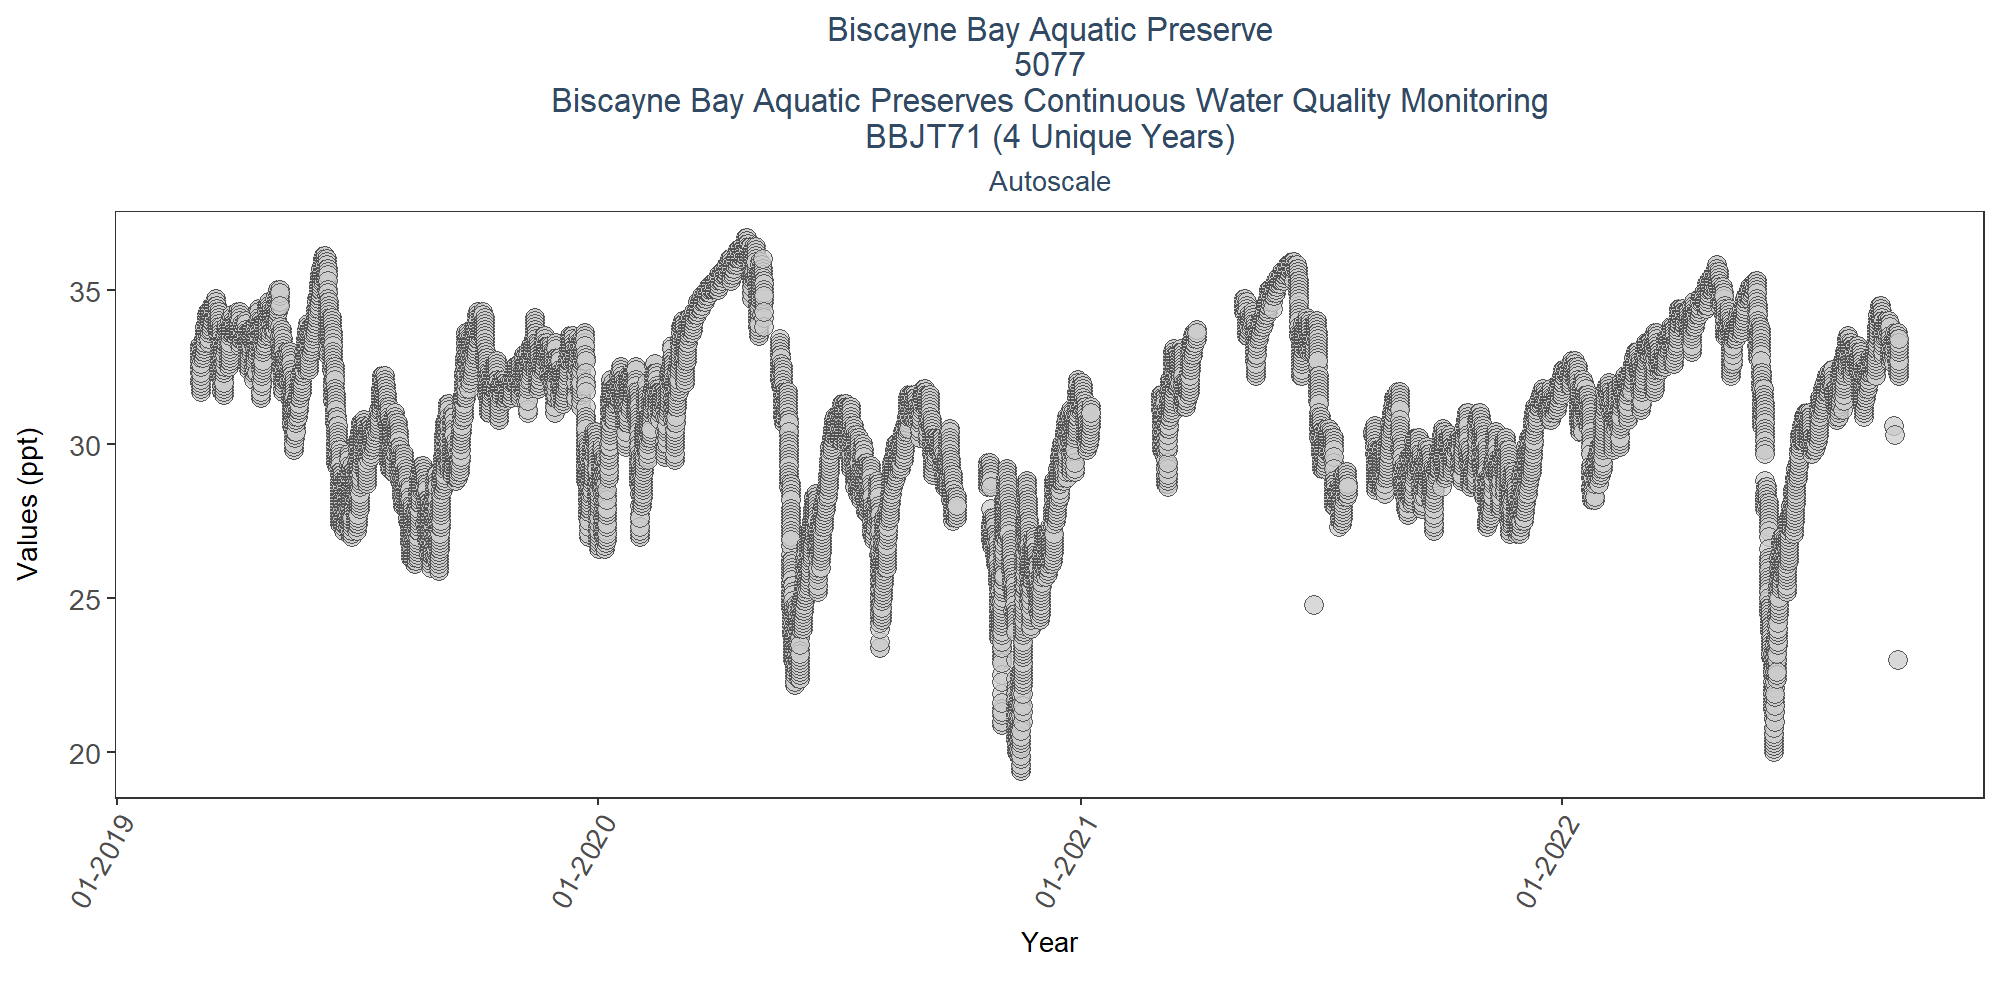 Biscayne Bay Aquatic Preserve
5077
Biscayne Bay Aquatic Preserves Continuous Water Quality Monitoring
BBJT71 (4 Unique Years)
Autoscale
Values (ppt)
35
30
25
20
01-2019
01-2020
01-2021
01-2022
Year